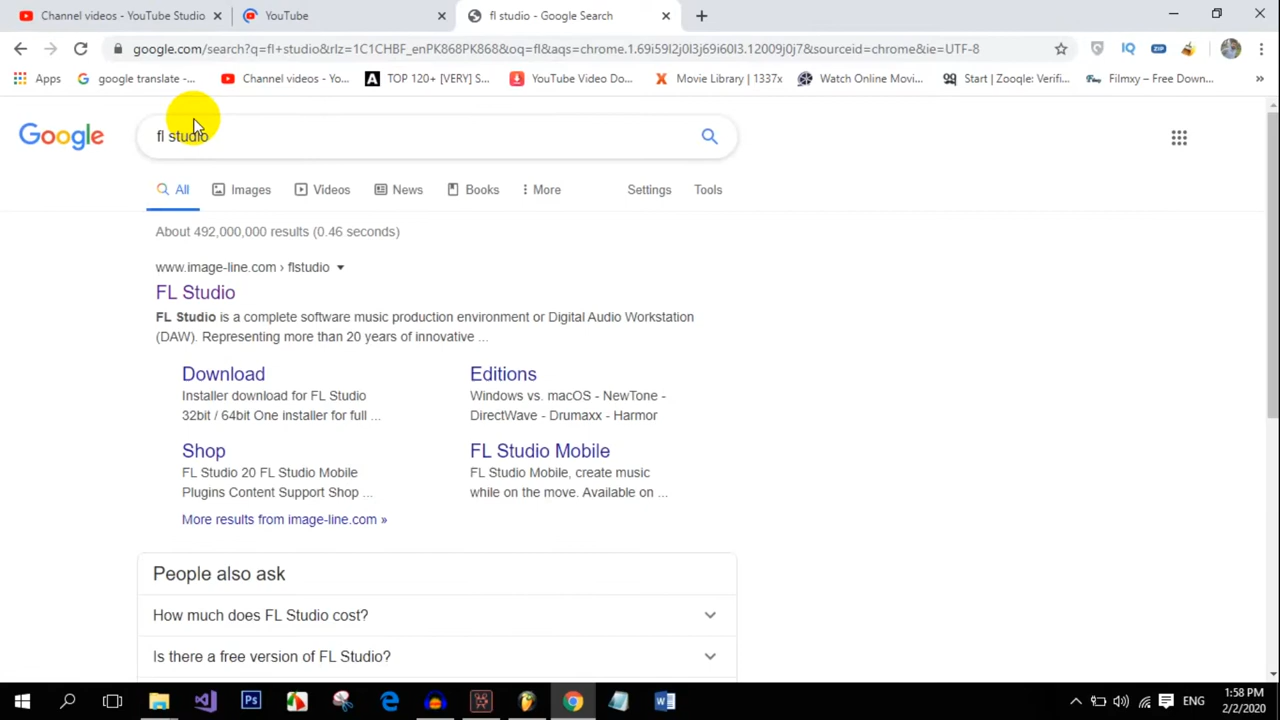 Channel videos - YouTube Studio
YouTube
fl studio - Google Search
google.com/search?q=fl+studio&rlz=1C1CHBF_enPK868PK868&oq=fl&aqs=chrome.1.69i59l2j0l3j69i60l3.12009j0j7&sourceid=chrome&ie=UTF-8
Apps
google translate -...
Channel videos - Yo...
TOP 120+ [VERY] S...
YouTube Video Do...
Movie Library | 1337x
Watch Online Movi...
Start | Zooqle: Verifi...
Filmxy – Free Down...
»
Google
fl studio
All
Images
Videos
News
Books
More
Settings
Tools
About 492,000,000 results (0.46 seconds)
www.image-line.com › flstudio
FL Studio
FL Studio is a complete software music production environment or Digital Audio Workstation
(DAW). Representing more than 20 years of innovative ...
Download
Installer download for FL Studio
32bit / 64bit One installer for full ...
Editions
Windows vs. macOS - NewTone -
DirectWave - Drumaxx - Harmor
Shop
FL Studio 20 FL Studio Mobile
Plugins Content Support Shop ...
FL Studio Mobile
FL Studio Mobile, create music
while on the move. Available on ...
More results from image-line.com »
People also ask
How much does FL Studio cost?
Is there a free version of FL Studio?
ENG
1:58 PM
2/2/2020